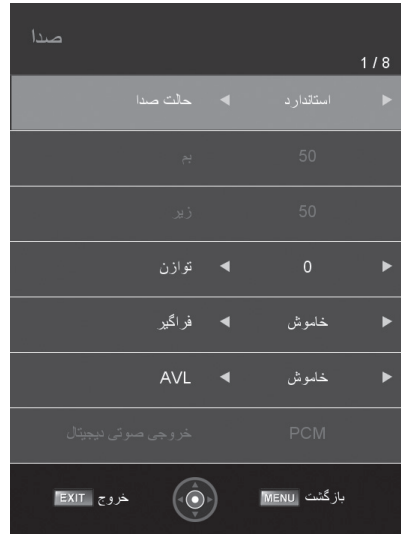 صدا
1 / 8
حالت صدا ◀ استاندارد ▶
بم 50
زیر 50
توازن ◀ 0 ▶
فراگیر ◀ خاموش ▶
AVL ◀ خاموش ▶
خروجی صوتی دیجیتال PCM
خروج EXIT بازگشت MENU